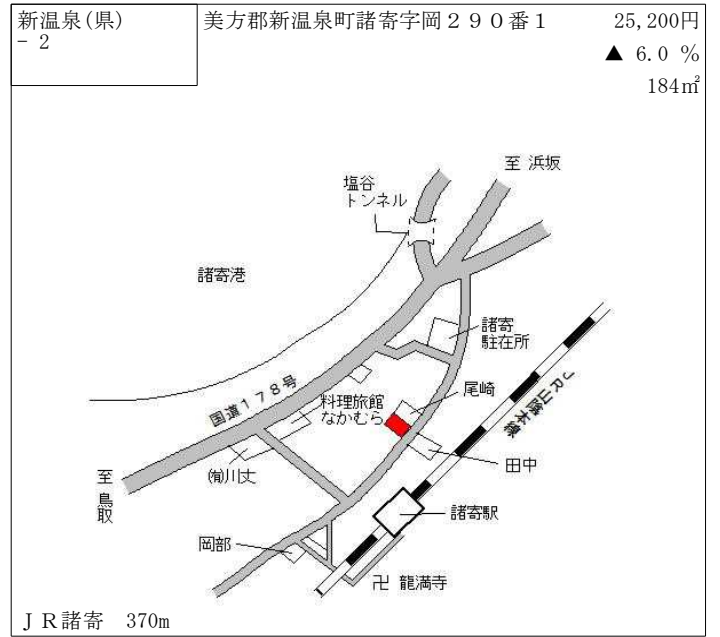 新温泉(県)
－ 2
美方郡新温泉町諸寄字岡２９０番１
25,200円
▲ 6.0 %
184㎡
至 浜坂
塩谷
トンネル
諸寄港
諸寄
駐在所
国道１７８号
料理旅館
なかむら
尾崎
ＪＲ山陰本線
田中
至
鳥
取
㈲川丈
諸寄駅
岡部
卍 龍満寺
ＪＲ諸寄　370m